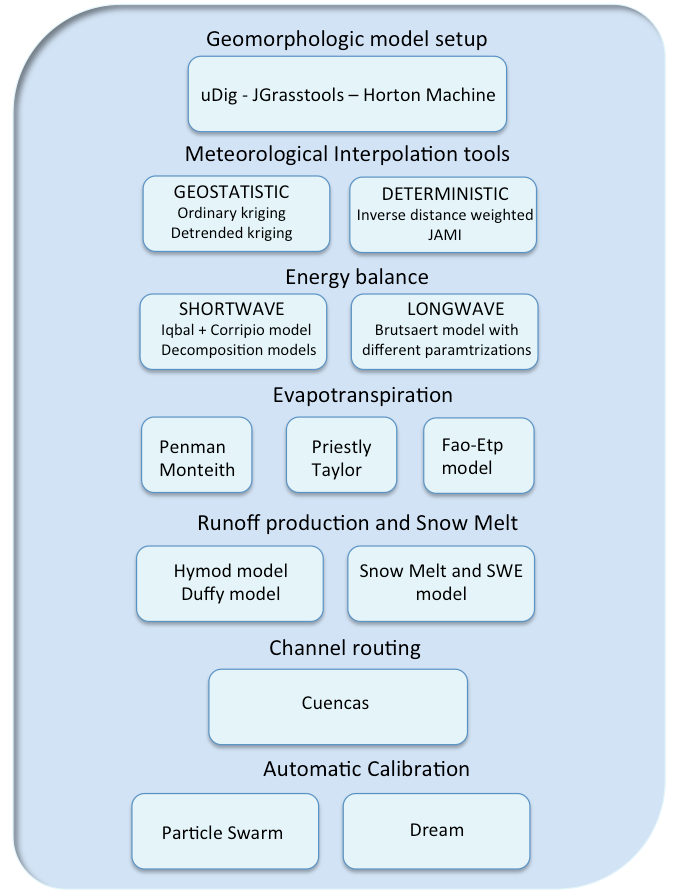 Geomorphologic model setup
uDig - JGrasstools – Horton Machine
Meteorological Interpolation tools
GEOSTATISTIC
Ordinary kriging
Detrended kriging
DETERMINISTIC
Inverse distance weighted
JAMI
Energy balance
SHORTWAVE
Iqbal + Corripio model
Decomposition models
LONGWAVE
Brutsaert model with
different paramtrizations
Evapotranspiration
Penman
Monteith
Priestly
Taylor
Fao-Etp
model
Runoff production and Snow Melt
Hymod model
Duffy model
Snow Melt and SWE
model
Channel routing
Cuencas
Automatic Calibration
Particle Swarm
Dream